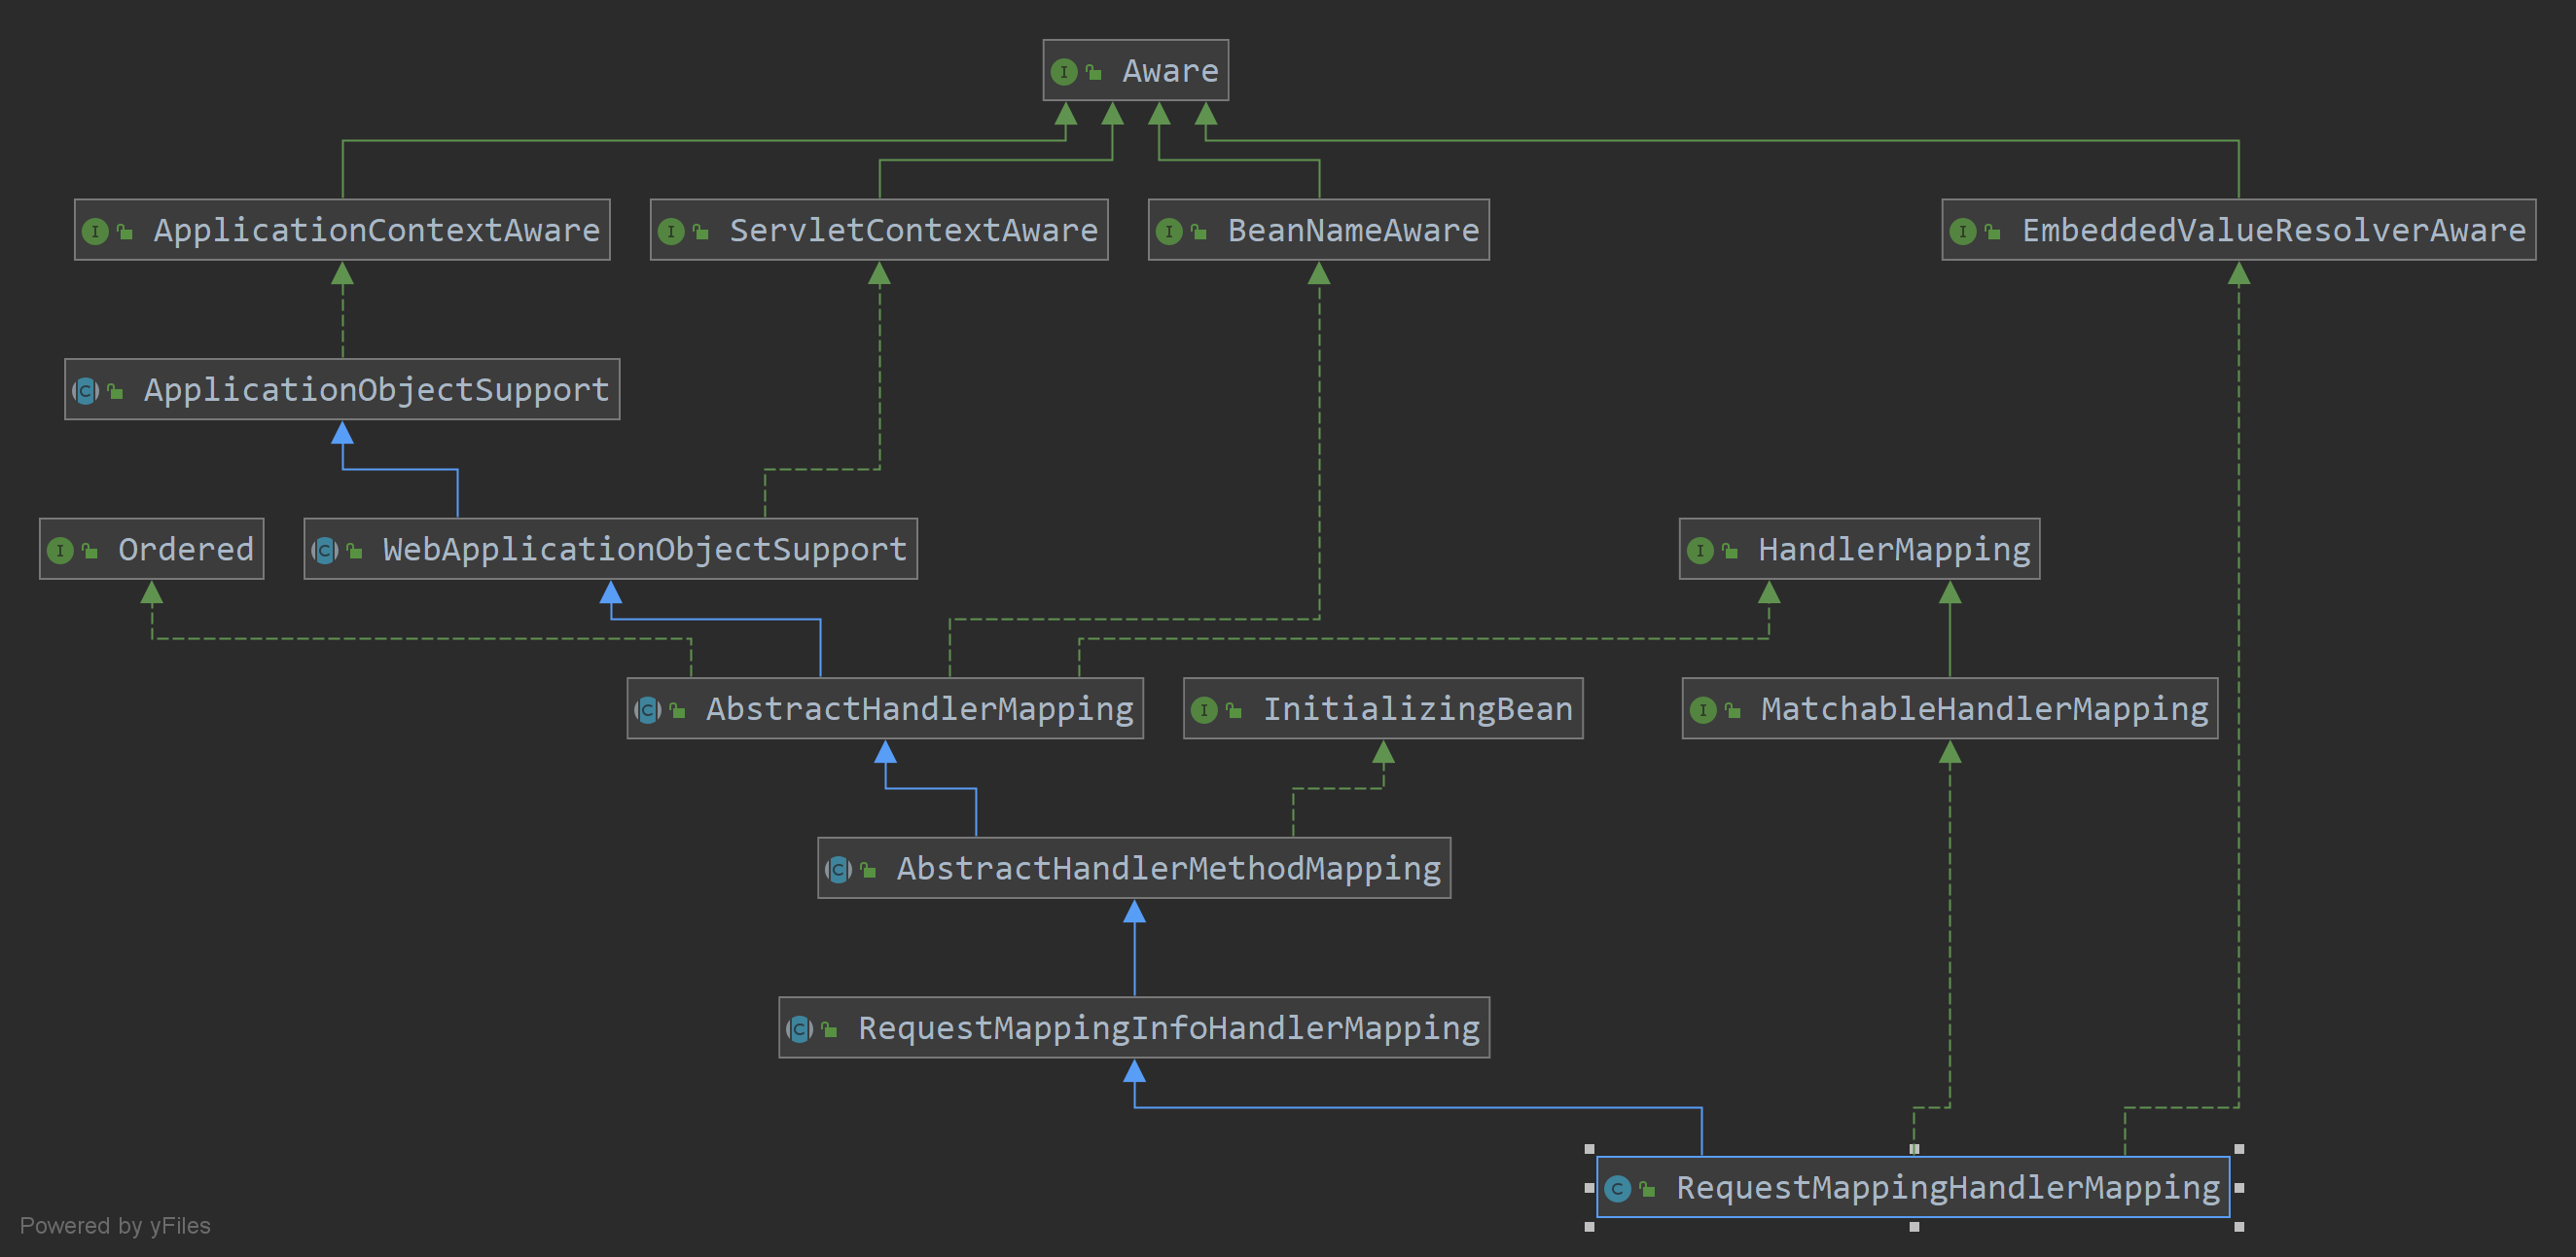 Aware
ApplicationContextAware
ServletContextAware
BeanNameAware
EmbeddedValueResolverAware
ApplicationObjectSupport
Ordered
WebApplicationObjectSupport
HandlerMapping
AbstractHandlerMapping
InitializingBean
MatchableHandlerMapping
AbstractHandlerMethodMapping
RequestMappingInfoHandlerMapping
RequestMappingHandlerMapping
Powered by yFiles